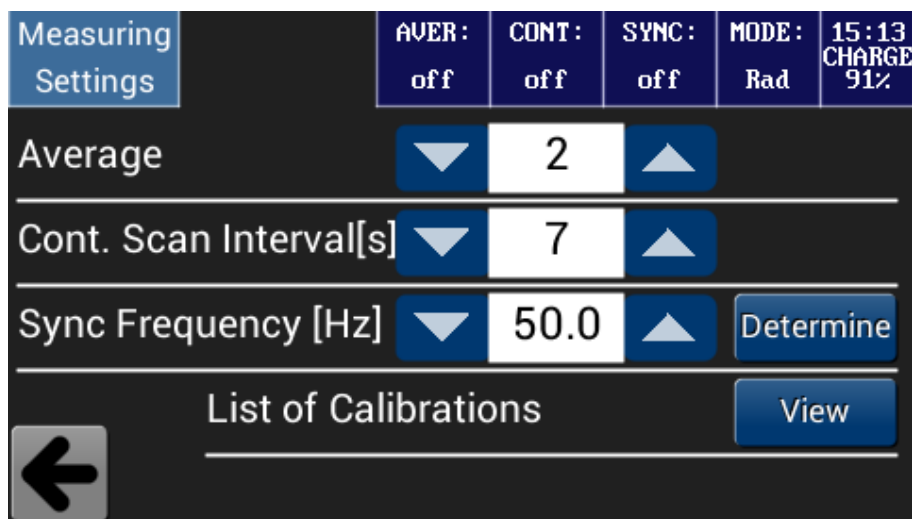 Measuring
Settings
AVER:
off
CONT:
off
SYNC:
off
MODE:
Rad
15:13
CHARGE
91%
Average
2
Cont. Scan Interval[s]
7
Sync Frequency [Hz]
50.0
Determine
List of Calibrations
View